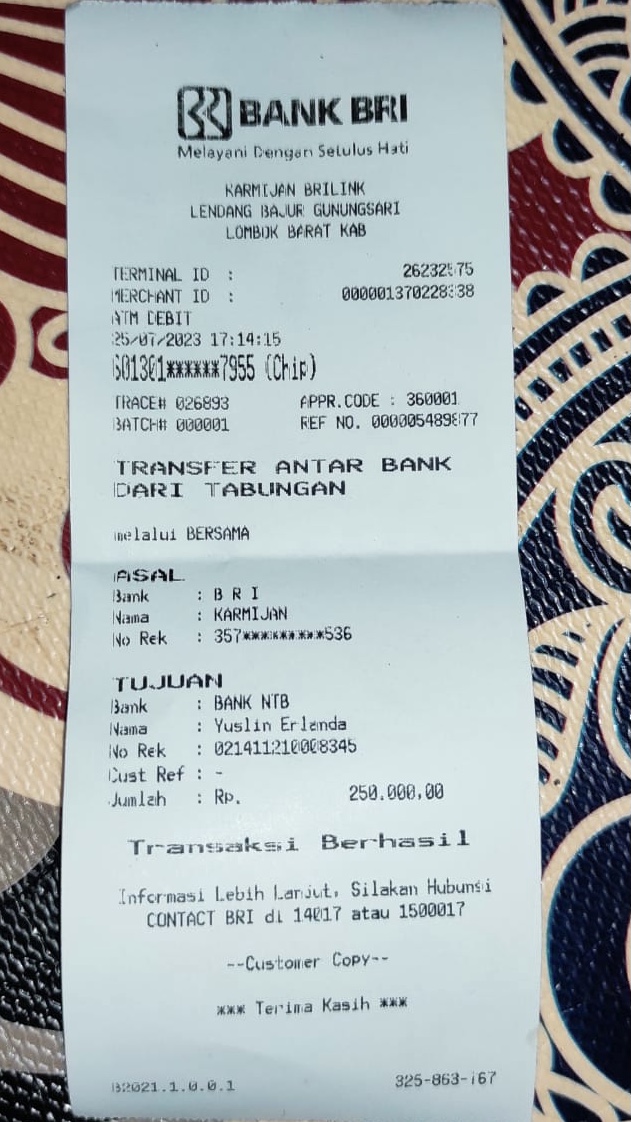 BANK BRI
Melayani Dengan Setulus Hati
KARMIJAN BRILINK
LENDANG BAJUR GUNUNGSARI
LOMBOK BARAT KAB
TERMINAL ID :
MERCHANT ID :
ATM DEBIT
25/07/2023 17:14:15
601301******7955 (Chip)
TRACE# 026893 APPR.CODE : 360001
BATCH# 000001 REF NO.
TRANSFER ANTAR BANK
DARI TABUNGAN
melalui BERSAMA
ASAL
Bank : B R I
Nama : KARMIJAN
No Rek : 357*********536
TUJUAN
Bank : BANK NTB
Nama : Yuslin Erlanda
No Rek : 021411210008345
Cust Ref : -
Jumlah : Rp. 250.000,00
Transaksi Berhasil
Informasi Lebih Lanjut, Silakan Hubungi
CONTACT BRI di 14017 atau 1500017
--Customer Copy--
*** Terima Kasih ***
B2021.1.0.0.1